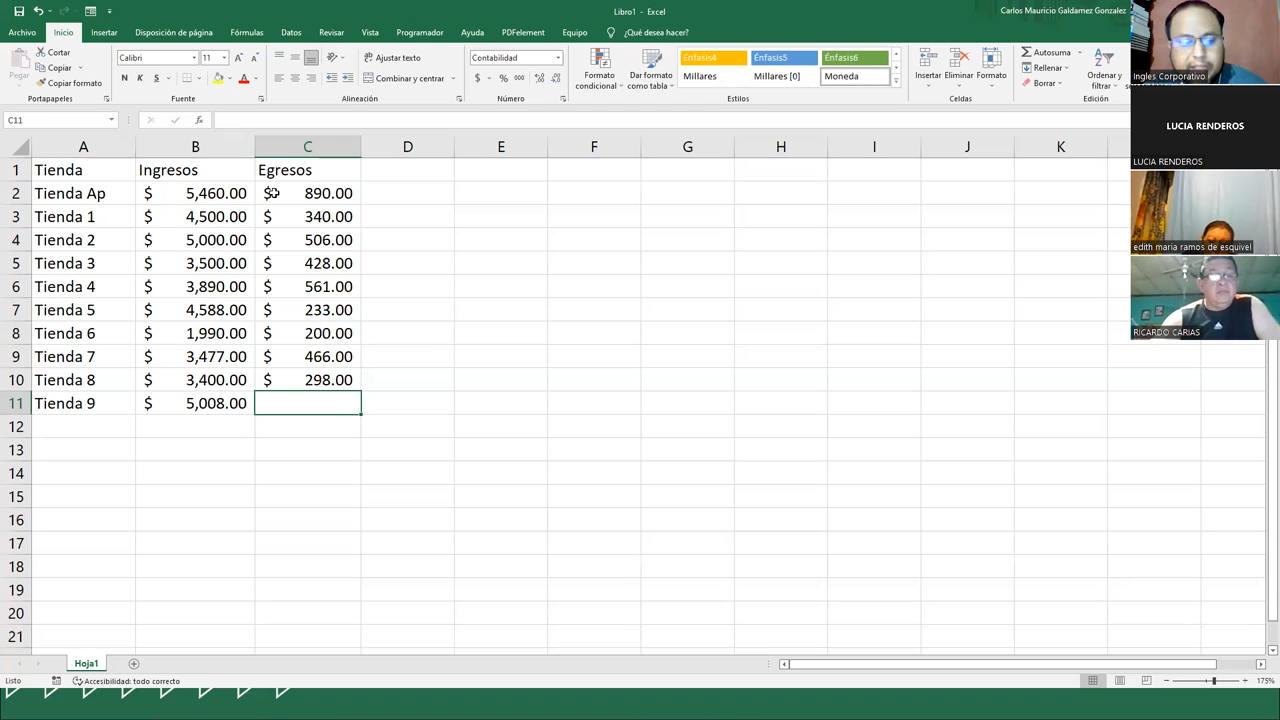 Libro1 - Excel
Carlos Mauricio Galdamez Gonzalez
Archivo Inicio Insertar Disposición de página Fórmulas Datos Revisar Vista Programador Ayuda PDFelement Equipo ¿Qué desea hacer?
Pegar
Cortar
Copiar
Copiar formato
Portapapeles
Calibri 11
N K S
Fuente
Ajustar texto
Combinar y centrar
Alineación
Contabilidad
$ % 000
Número
Formato condicional
Dar formato como tabla
Énfasis4 Énfasis5 Énfasis6
Millares Millares [0] Moneda
Estilos
Insertar Eliminar Formato
Celdas
Autosuma
Rellenar
Borrar
Ordenar y filtrar
Edición
C11
fx
A B C D E F G H I J K
1 Tienda Ingresos Egresos
2 Tienda Ap $ 5,460.00 $ 890.00
3 Tienda 1 $ 4,500.00 $ 340.00
4 Tienda 2 $ 5,000.00 $ 506.00
5 Tienda 3 $ 3,500.00 $ 428.00
6 Tienda 4 $ 3,890.00 $ 561.00
7 Tienda 5 $ 4,588.00 $ 233.00
8 Tienda 6 $ 1,990.00 $ 200.00
9 Tienda 7 $ 3,477.00 $ 466.00
10 Tienda 8 $ 3,400.00 $ 298.00
11 Tienda 9 $ 5,008.00
12
13
14
15
16
17
18
19
20
21
Hoja1
Listo
Accesibilidad: todo correcto
175%
Ingles Corporativo
LUCIA RENDEROS
LUCIA RENDEROS
edith maria ramos de esquivel
RICARDO CARIAS